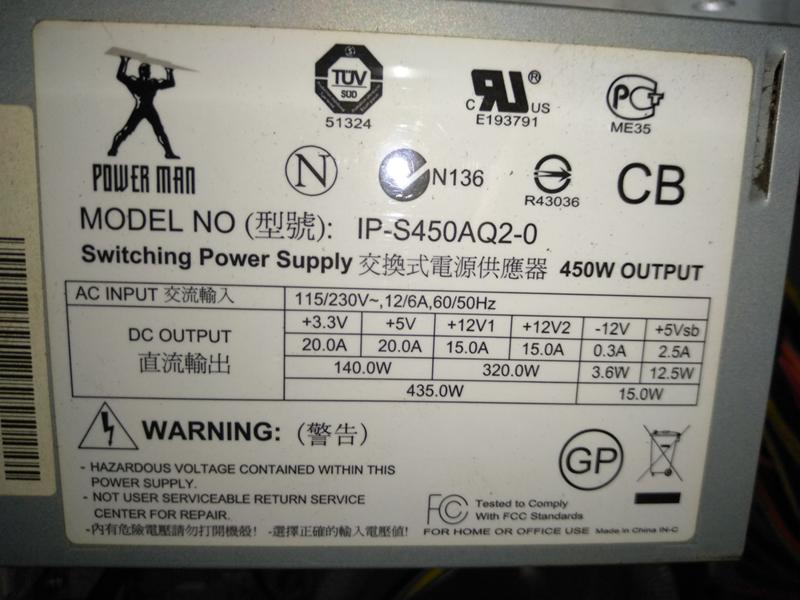 TÜV
SÜD
51324
C UL US ®
E193791
PCT
ME35
POWER MAN
N
N136
R43036
CB
MODEL NO (型號): IP-S450AQ2-0
Switching Power Supply 交換式電源供應器 450W OUTPUT
AC INPUT 交流輸入 115/230V~,12/6A,60/50Hz
DC OUTPUT
直流輸出
+3.3V +5V +12V1 +12V2 -12V +5Vsb
20.0A 20.0A 15.0A 15.0A 0.3A 2.5A
140.0W 320.0W 3.6W 12.5W
435.0W 15.0W
WARNING: (警告)
- HAZARDOUS VOLTAGE CONTAINED WITHIN THIS
POWER SUPPLY.
- NOT USER SERVICEABLE RETURN SERVICE
CENTER FOR REPAIR.
-內有危險電壓請勿打開機殼! -選擇正確的輸入電壓值!
GP
FC Tested to Comply
With FCC Standards
FOR HOME OR OFFICE USE Made in China IN-C